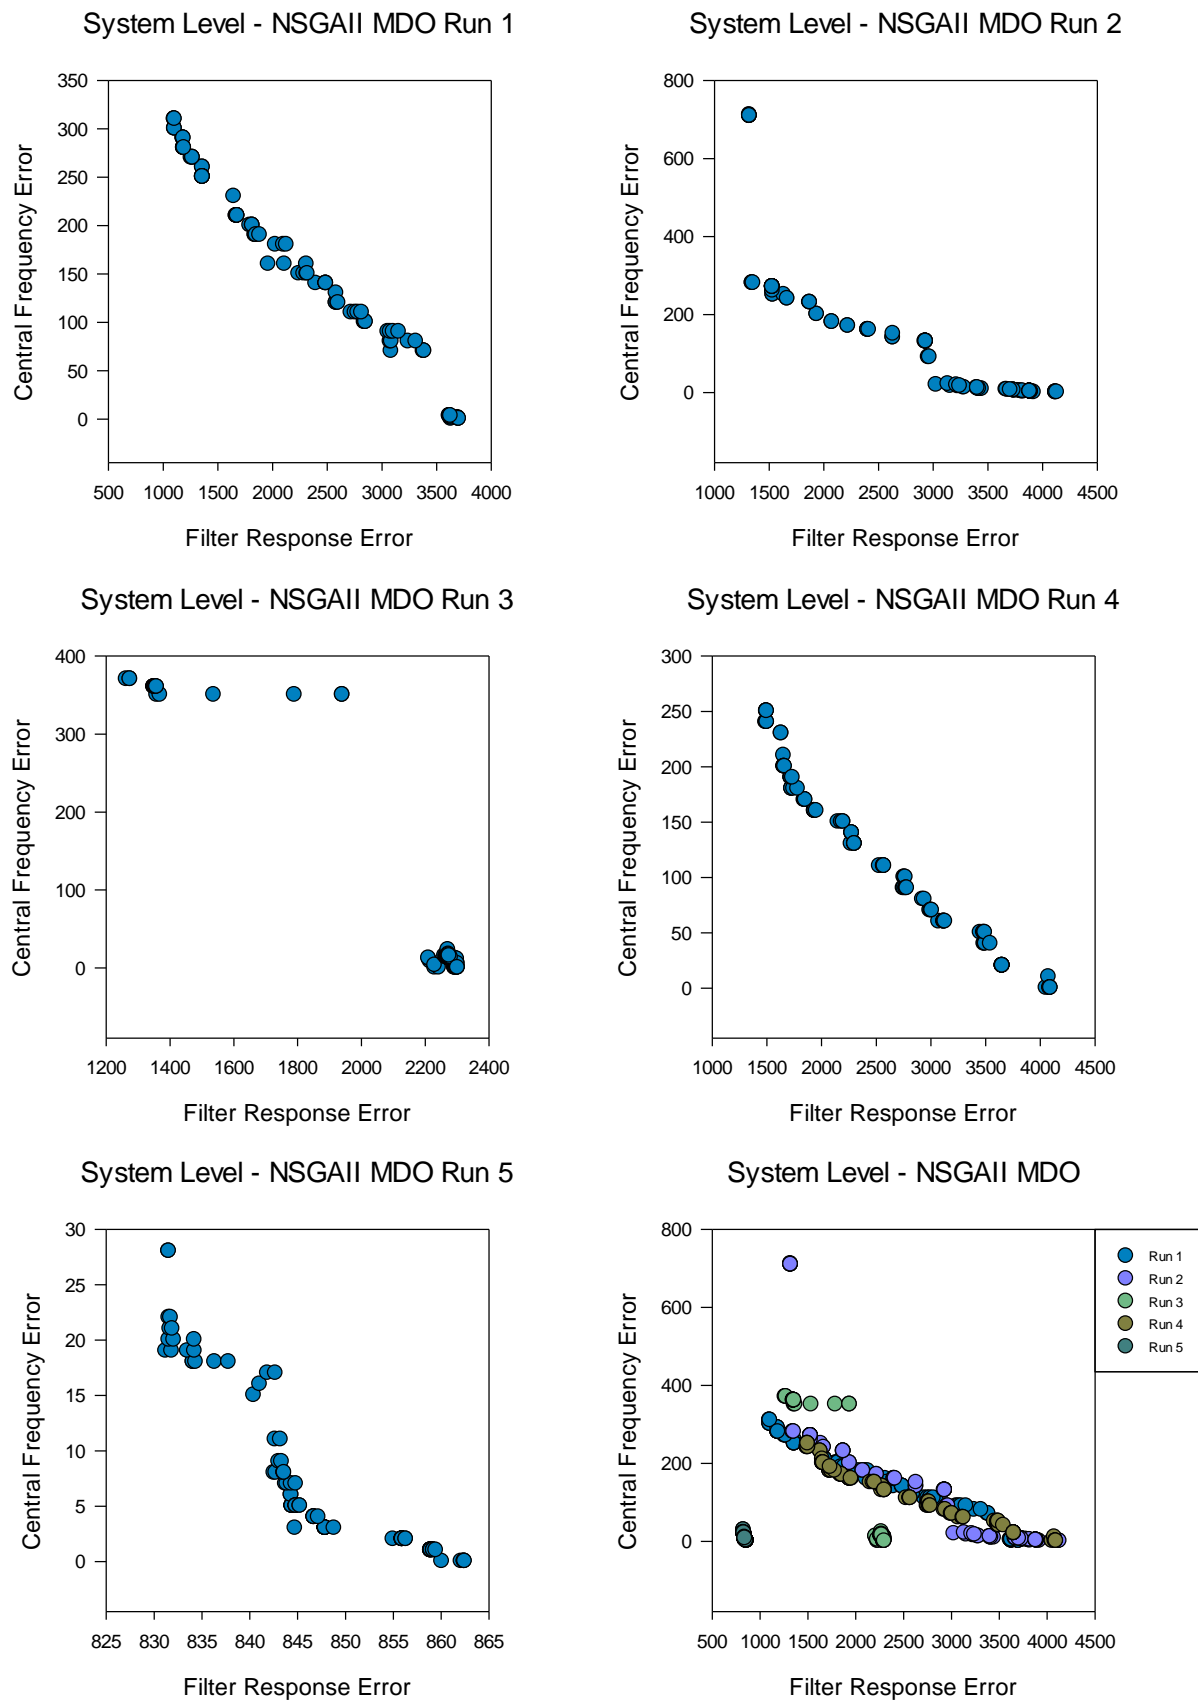 System Level - NSGAII MDO Run 1
Central Frequency Error
350
300
250
200
150
100
50
0
500 1000 1500 2000 2500 3000 3500 4000
Filter Response Error
System Level - NSGAII MDO Run 2
Central Frequency Error
800
600
400
200
0
1000 1500 2000 2500 3000 3500 4000 4500
Filter Response Error
System Level - NSGAII MDO Run 3
Central Frequency Error
400
300
200
100
0
1200 1400 1600 1800 2000 2200 2400
Filter Response Error
System Level - NSGAII MDO Run 4
Central Frequency Error
300
250
200
150
100
50
0
1000 1500 2000 2500 3000 3500 4000 4500
Filter Response Error
System Level - NSGAII MDO Run 5
Central Frequency Error
30
25
20
15
10
5
0
825 830 835 840 845 850 855 860 865
Filter Response Error
System Level - NSGAII MDO
Central Frequency Error
800
600
400
200
0
500 1000 1500 2000 2500 3000 3500 4000 4500
Filter Response Error
Run 1
Run 2
Run 3
Run 4
Run 5